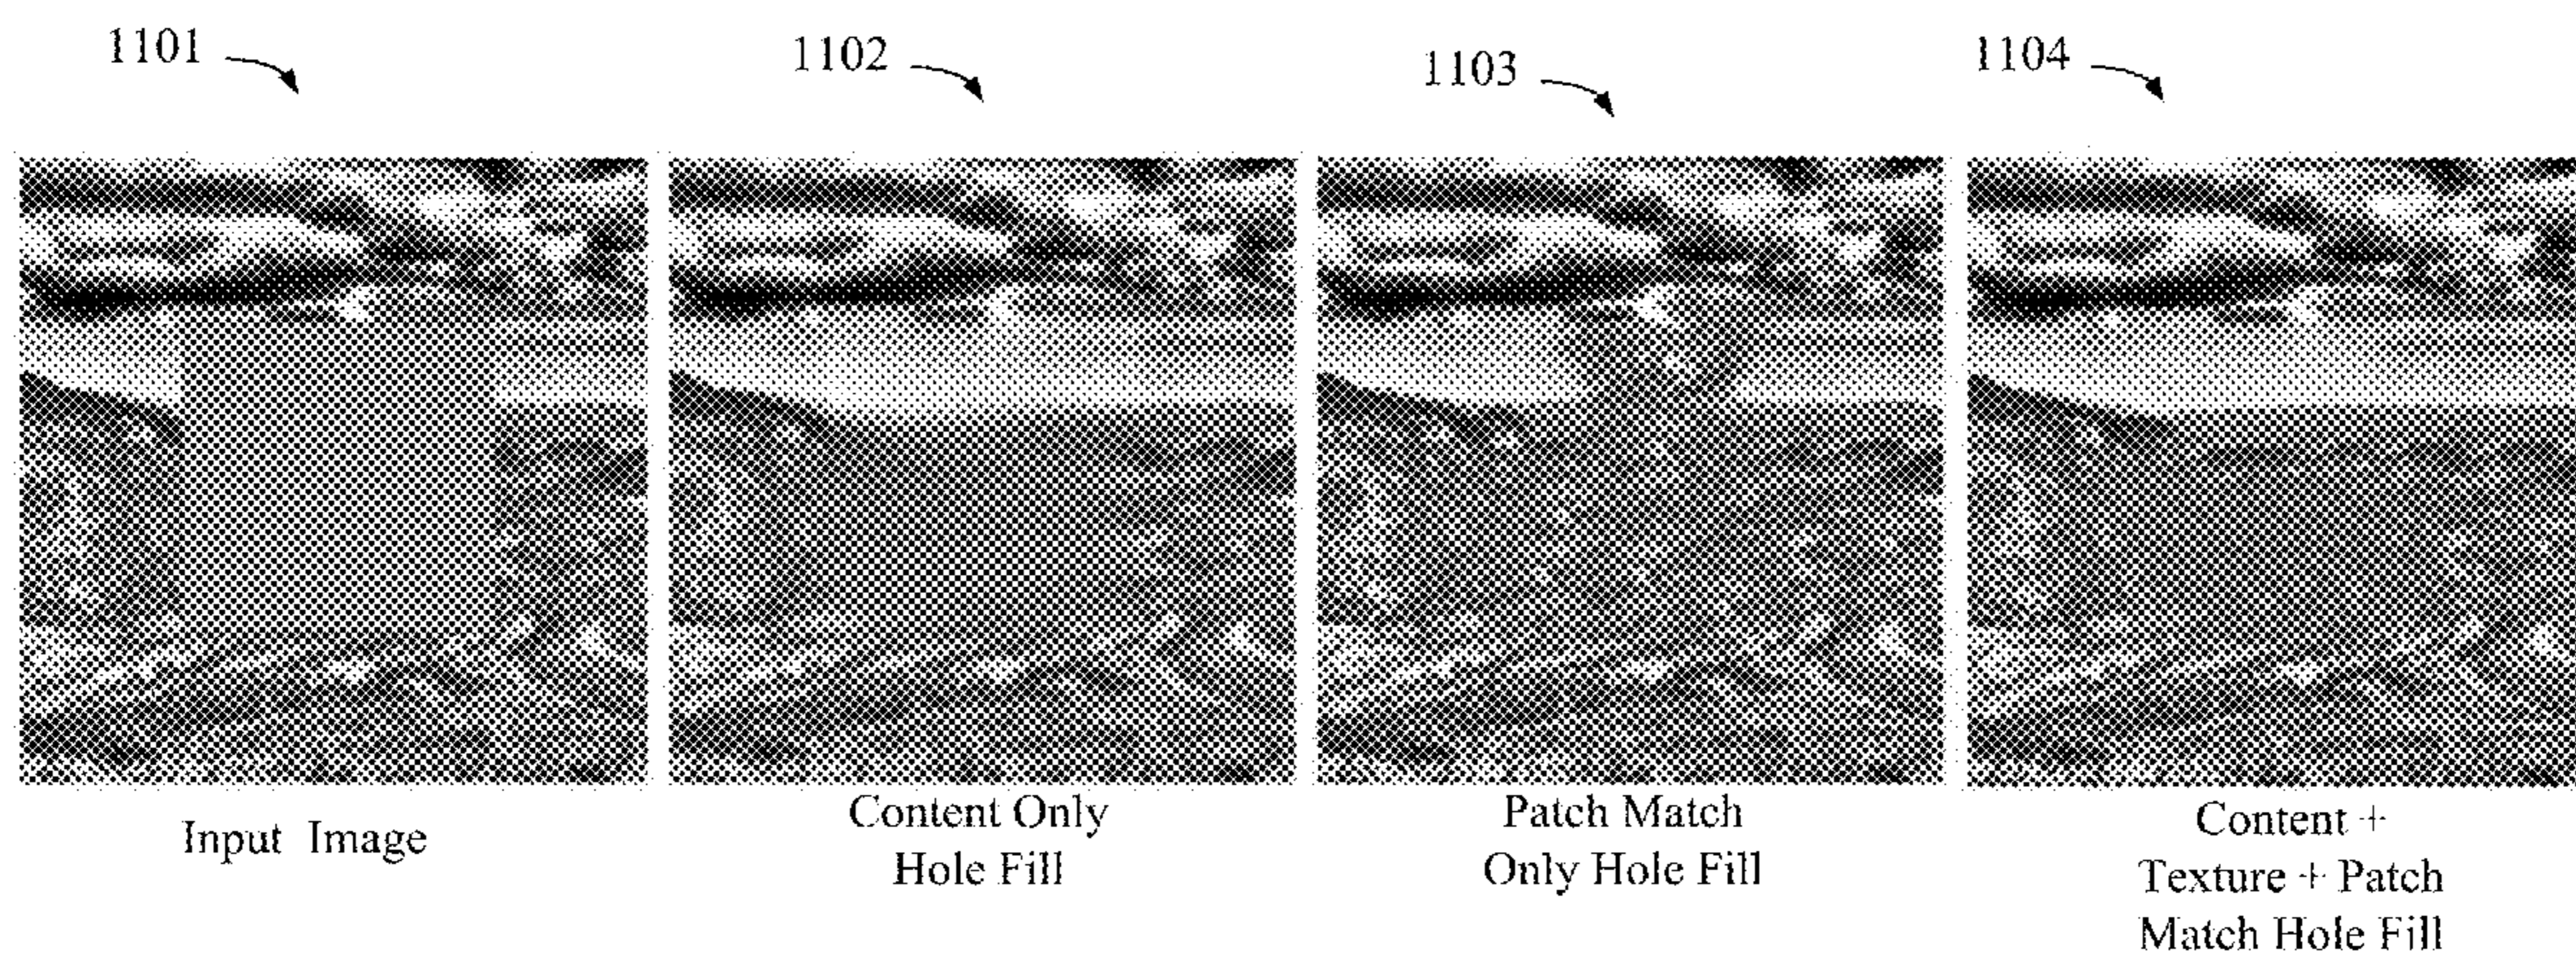 1101
1102
1103
1104
Input Image
Content Only
Hole Fill
Patch Match
Only Hole Fill
Content +
Texture + Patch
Match Hole Fill